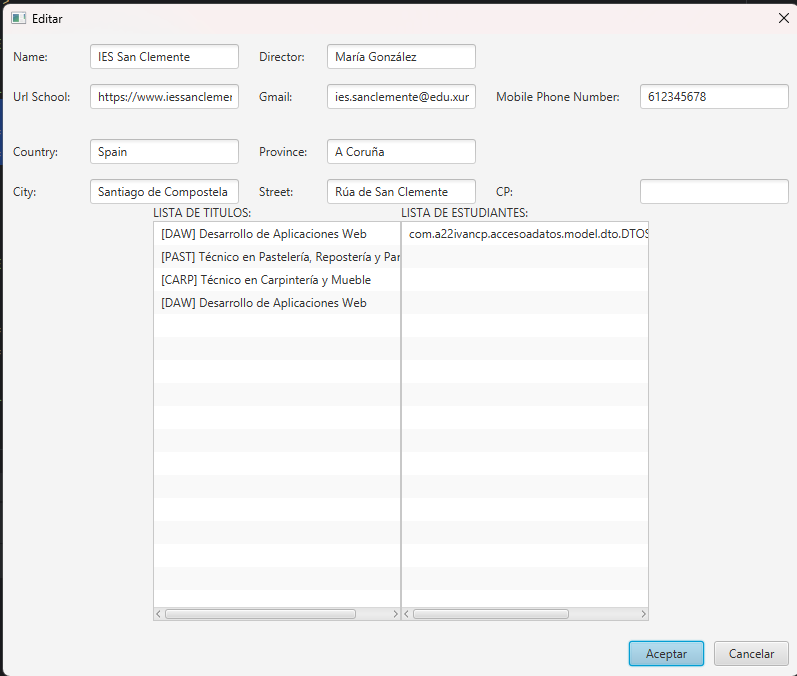 Editar
Name: IES San Clemente Director: María González
Url School: https://www.iessanclemer Gmail: ies.sanclemente@edu.xur Mobile Phone Number: 612345678
Country: Spain Province: A Coruña
City: Santiago de Compostela Street: Rúa de San Clemente CP:
LISTA DE TITULOS: LISTA DE ESTUDIANTES:
[DAW] Desarrollo de Aplicaciones Web com.a22ivancp.accesoadatos.model.dto.DTOS
[PAST] Técnico en Pastelería, Repostería y Par
[CARP] Técnico en Carpintería y Mueble
[DAW] Desarrollo de Aplicaciones Web
Aceptar Cancelar